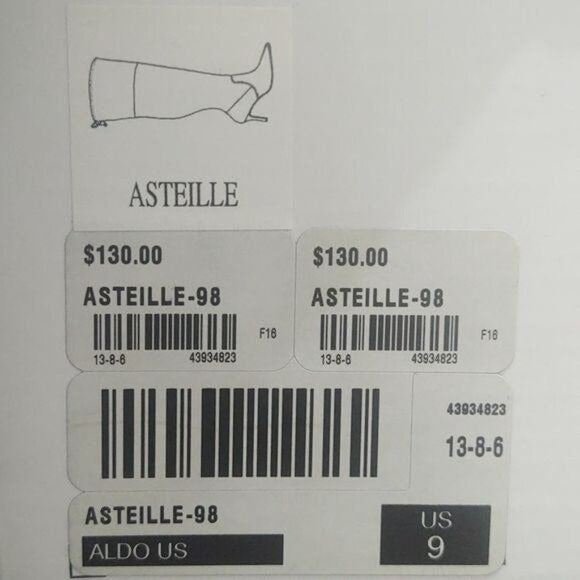 ASTEILLE
$130.00
ASTEILLE-98
F16
13-8-6 43934823
$130.00
ASTEILLE-98
F16
13-8-6 43934823
43934823
13-8-6
ASTEILLE-98
ALDO US
US
9